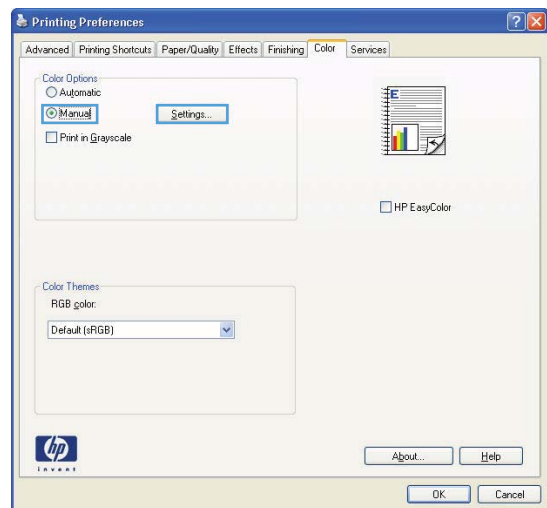 Printing Preferences
Advanced Printing Shortcuts Paper/Quality Effects Finishing Color Services
Color Options
Automatic
Manual Settings...
Print in Grayscale
E
HP EasyColor
Color Themes
RGB color:
Default (sRGB)
hp
invent
About... Help
OK Cancel